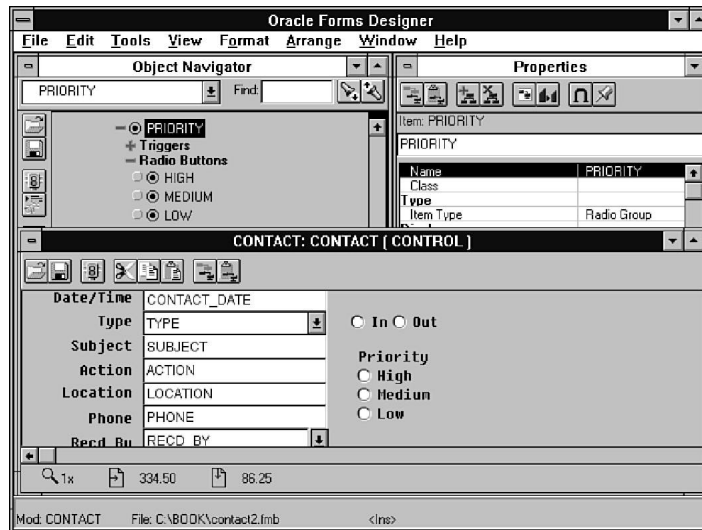 Oracle Forms Designer
File Edit Tools View Format Arrange Window Help
Object Navigator
PRIORITY Find:
PRIORITY
Triggers
Radio Buttons
HIGH
MEDIUM
LOW
Properties
Item: PRIORITY
PRIORITY
Name PRIORITY
Class
Type
Item Type Radio Group
CONTACT: CONTACT ( CONTROL )
Date/Time CONTACT_DATE
Type TYPE In Out
Subject SUBJECT
Priority
Action ACTION High
Location LOCATION Medium
Phone PHONE Low
Recd By RECD_BY
1x 334.50 86.25
Mod: CONTACT File: C:\BOOK\contact2.fmb <Ins>